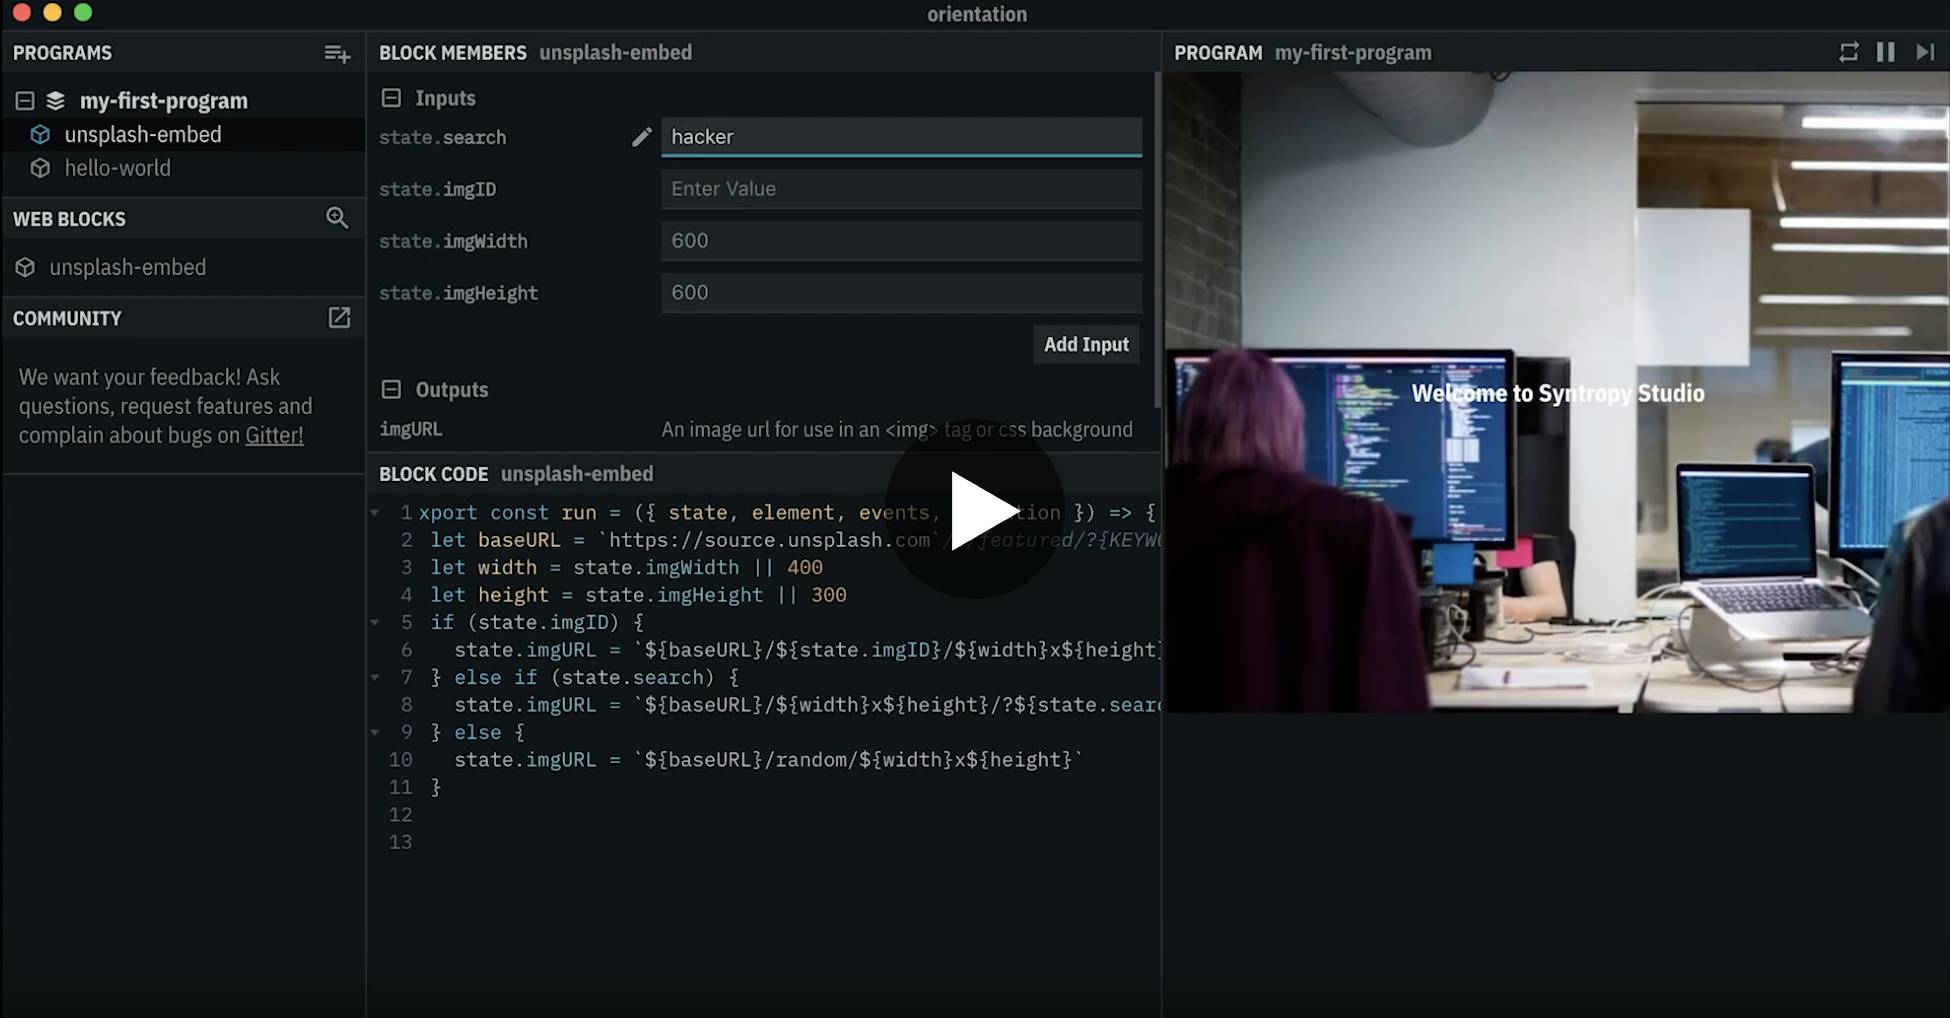 orientation
PROGRAMS
my-first-program
unsplash-embed
hello-world
WEB BLOCKS
unsplash-embed
COMMUNITY
We want your feedback! Ask
questions, request features and
complain about bugs on Gitter!
BLOCK MEMBERS unsplash-embed
Inputs
state.search hacker
state.imgID Enter Value
state.imgWidth 600
state.imgHeight 600
Add Input
Outputs
imgURL An image url for use in an <img> tag or css background
BLOCK CODE unsplash-embed
1 xport const run = ({ state, element, events, tion }) => {
2 let baseURL = `https://source.unsplash.com` featured/?{KEYW
3 let width = state.imgWidth || 400
4 let height = state.imgHeight || 300
5 if (state.imgID) {
6 state.imgURL = `${baseURL}/${state.imgID}/${width}x${height}
7 } else if (state.search) {
8 state.imgURL = `${baseURL}/${width}x${height}/?${state.sear
9 } else {
10 state.imgURL = `${baseURL}/random/${width}x${height}`
11 }
12
13
PROGRAM my-first-program
Welcome to Syntropy Studio